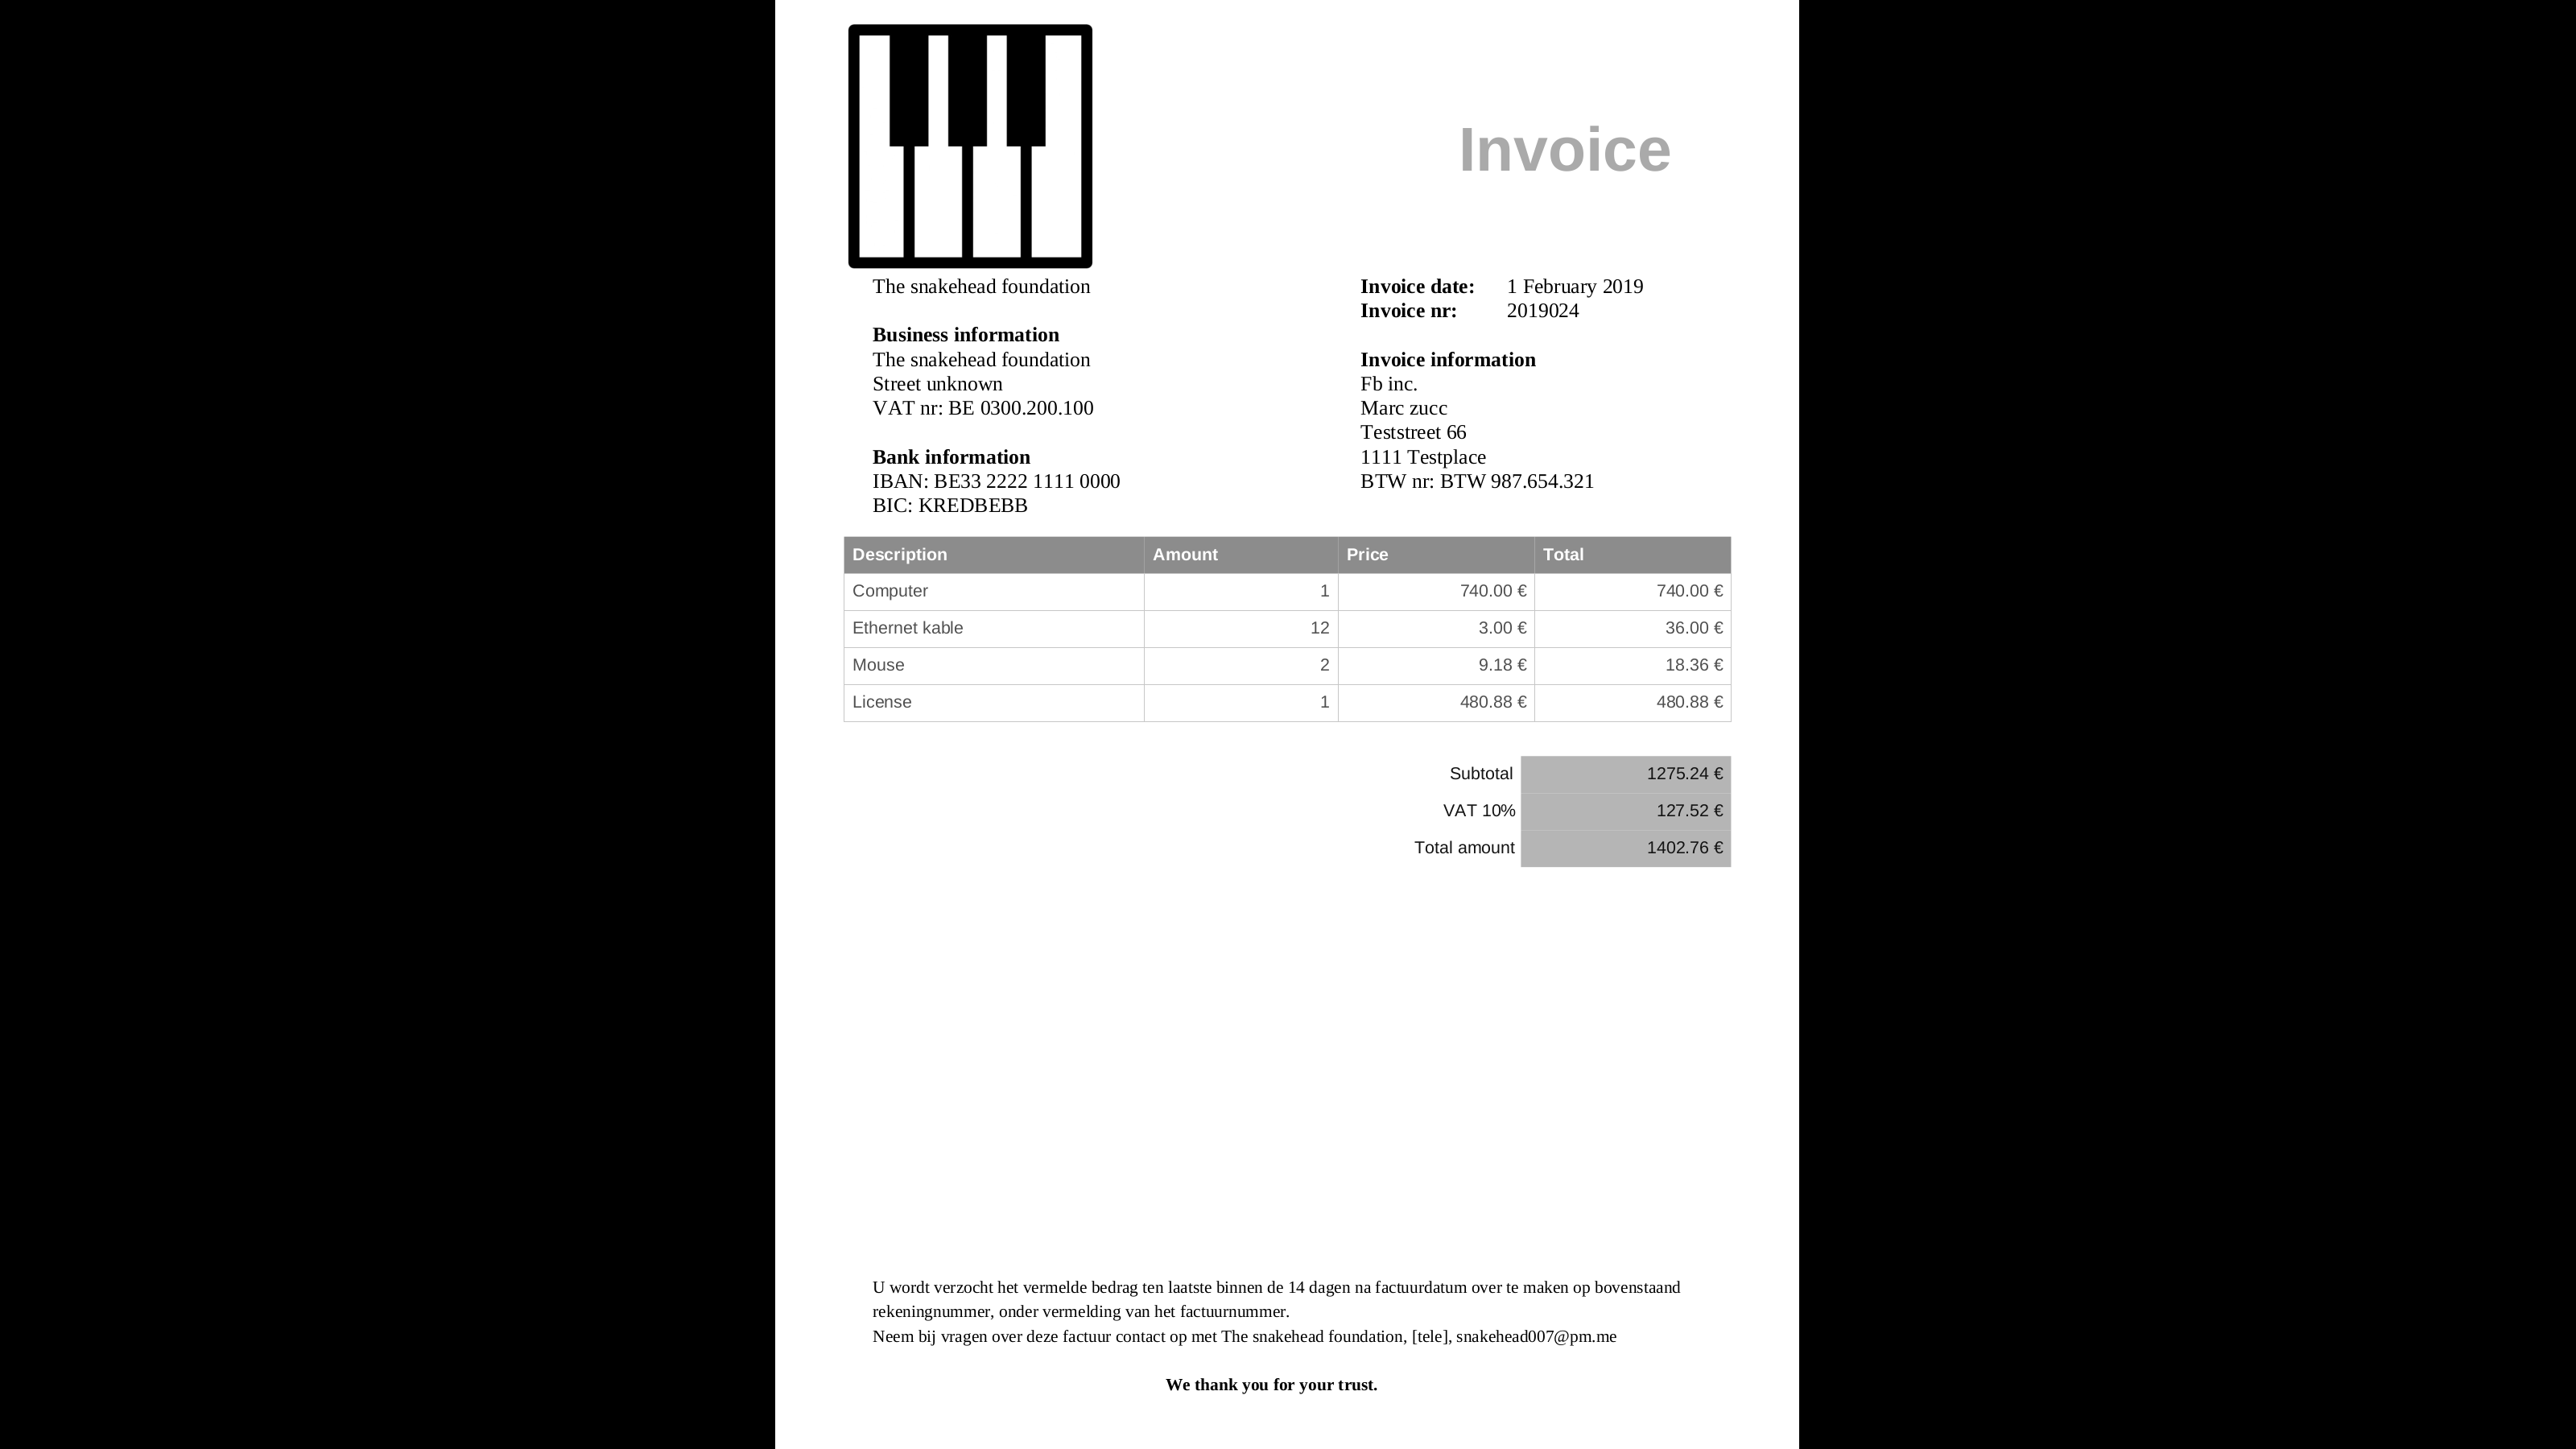 Invoice
The snakehead foundation
Invoice date: 1 February 2019
Invoice nr: 2019024
Business information
The snakehead foundation
Street unknown
VAT nr: BE 0300.200.100
Bank information
IBAN: BE33 2222 1111 0000
BIC: KREDBEBB
Invoice information
Fb inc.
Marc zucc
Teststreet 66
1111 Testplace
BTW nr: BTW 987.654.321
Description Amount Price Total
Computer 1 740.00 € 740.00 €
Ethernet kable 12 3.00 € 36.00 €
Mouse 2 9.18 € 18.36 €
License 1 480.88 € 480.88 €
Subtotal 1275.24 €
VAT 10% 127.52 €
Total amount 1402.76 €
U wordt verzocht het vermelde bedrag ten laatste binnen de 14 dagen na factuurdatum over te maken op bovenstaand
rekeningnummer, onder vermelding van het factuurnummer.
Neem bij vragen over deze factuur contact op met The snakehead foundation, [tele], snakehead007@pm.me
We thank you for your trust.